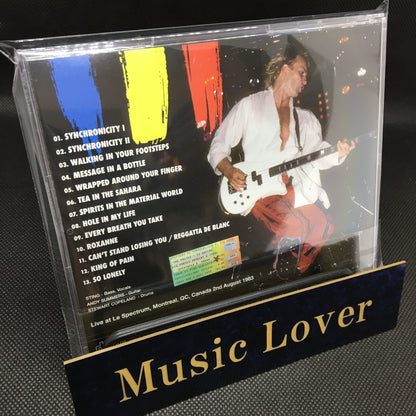 01. SYNCHRONICITY I
02. SYNCHRONICITY II
03. WALKING IN YOUR FOOTSTEPS
04. MESSAGE IN A BOTTLE
05. WRAPPED AROUND YOUR FINGER
06. TEA IN THE SAHARA
07. SPIRITS IN THE MATERIAL WORLD
08. HOLE IN MY LIFE
09. EVERY BREATH YOU TAKE
10. ROXANNE
11. CAN'T STAND LOSING YOU / REGGATTA DE BLANC
12. KING OF PAIN
13. SO LONELY
STING - Bass, Vocals
ANDY SUMMERS - Guitar
STEWART COPELAND - Drums
Live at Le Spectrum, Montreal, QC, Canada 2nd August 1983
Music Lover